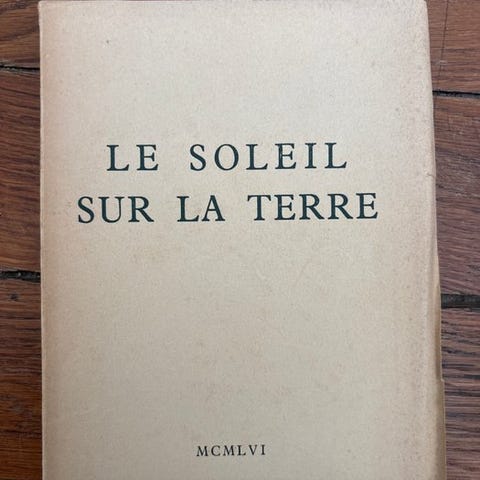 LE SOLEIL
SUR LA TERRE
MCMLVI